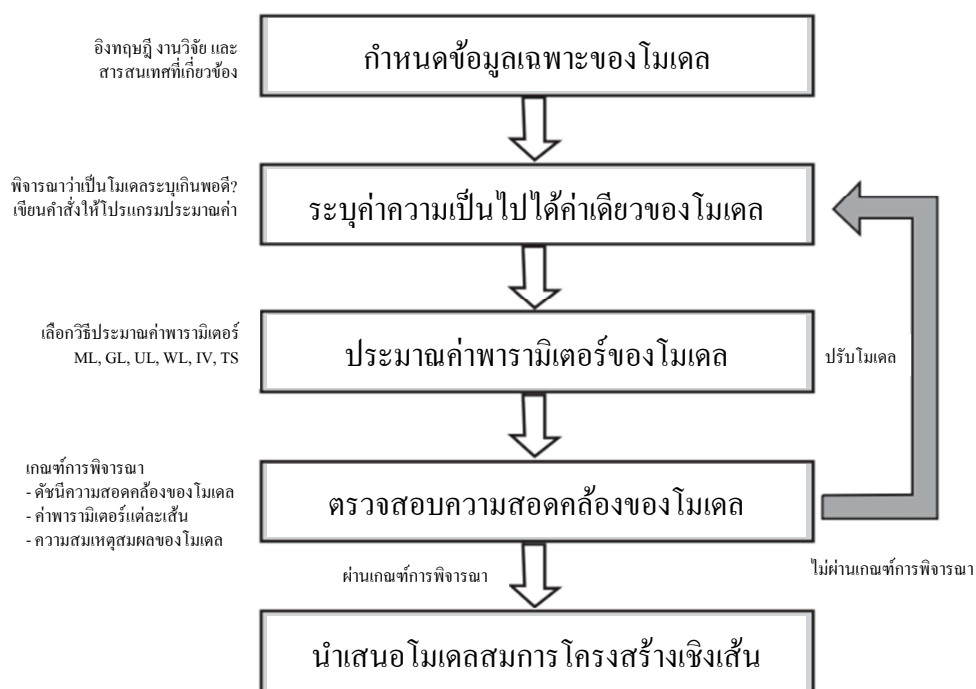 อิงทฤษฎี งานวิจัย และ
สารสนเทศที่เกี่ยวข้อง
กำหนดข้อมูลเฉพาะของโมเดล
พิจารณาว่าเป็นโมเดลระบุเกินพอดี?
เขียนคำสั่งให้โปรแกรมประมาณค่า
ระบุค่าความเป็นไปได้ค่าเดียวของโมเดล
เลือกวิธีประมาณค่าพารามิเตอร์
ML, GL, UL, WL, IV, TS
ประมาณค่าพารามิเตอร์ของโมเดล
ปรับโมเดล
เกณฑ์การพิจารณา
- ดัชนีความสอดคล้องของโมเดล
- ค่าพารามิเตอร์แต่ละเส้น
- ความสมเหตุสมผลของโมเดล
ตรวจสอบความสอดคล้องของโมเดล
ผ่านเกณฑ์การพิจารณา
ไม่ผ่านเกณฑ์การพิจารณา
นำเสนอโมเดลสมการโครงสร้างเชิงเส้น